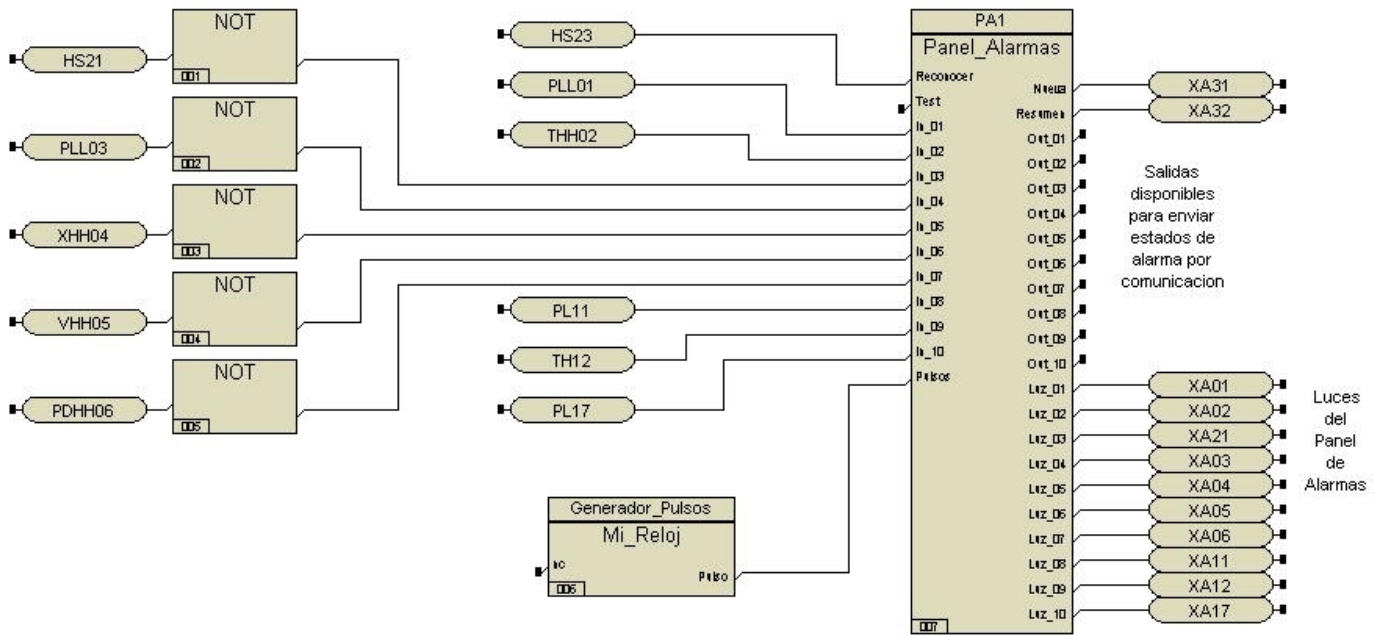 NOT
HS21
001
NOT
PLL03
002
NOT
XHH04
003
NOT
VHH05
004
NOT
PDHH06
005
HS23
PLL01
THH02
PL11
TH12
PL17
Generador_Pulsos
Mi_Reloj
Pulso
006
PA1
Panel_Alarmas
Reconocer
Test
In_01
In_02
In_03
In_04
In_05
In_06
In_07
In_08
In_09
In_10
Pulsos
Nueva
Resumen
Out_01
Out_02
Out_03
Out_04
Out_05
Out_06
Out_07
Out_08
Out_09
Out_10
Luz_01
Luz_02
Luz_03
Luz_04
Luz_05
Luz_06
Luz_07
Luz_08
Luz_09
Luz_10
007
XA31
XA32
Salidas
disponibles
para enviar
estados de
alarma por
comunicacion
XA01
XA02
XA21
XA03
XA04
XA05
XA06
XA11
XA12
XA17
Luces
del
Panel
de
Alarmas